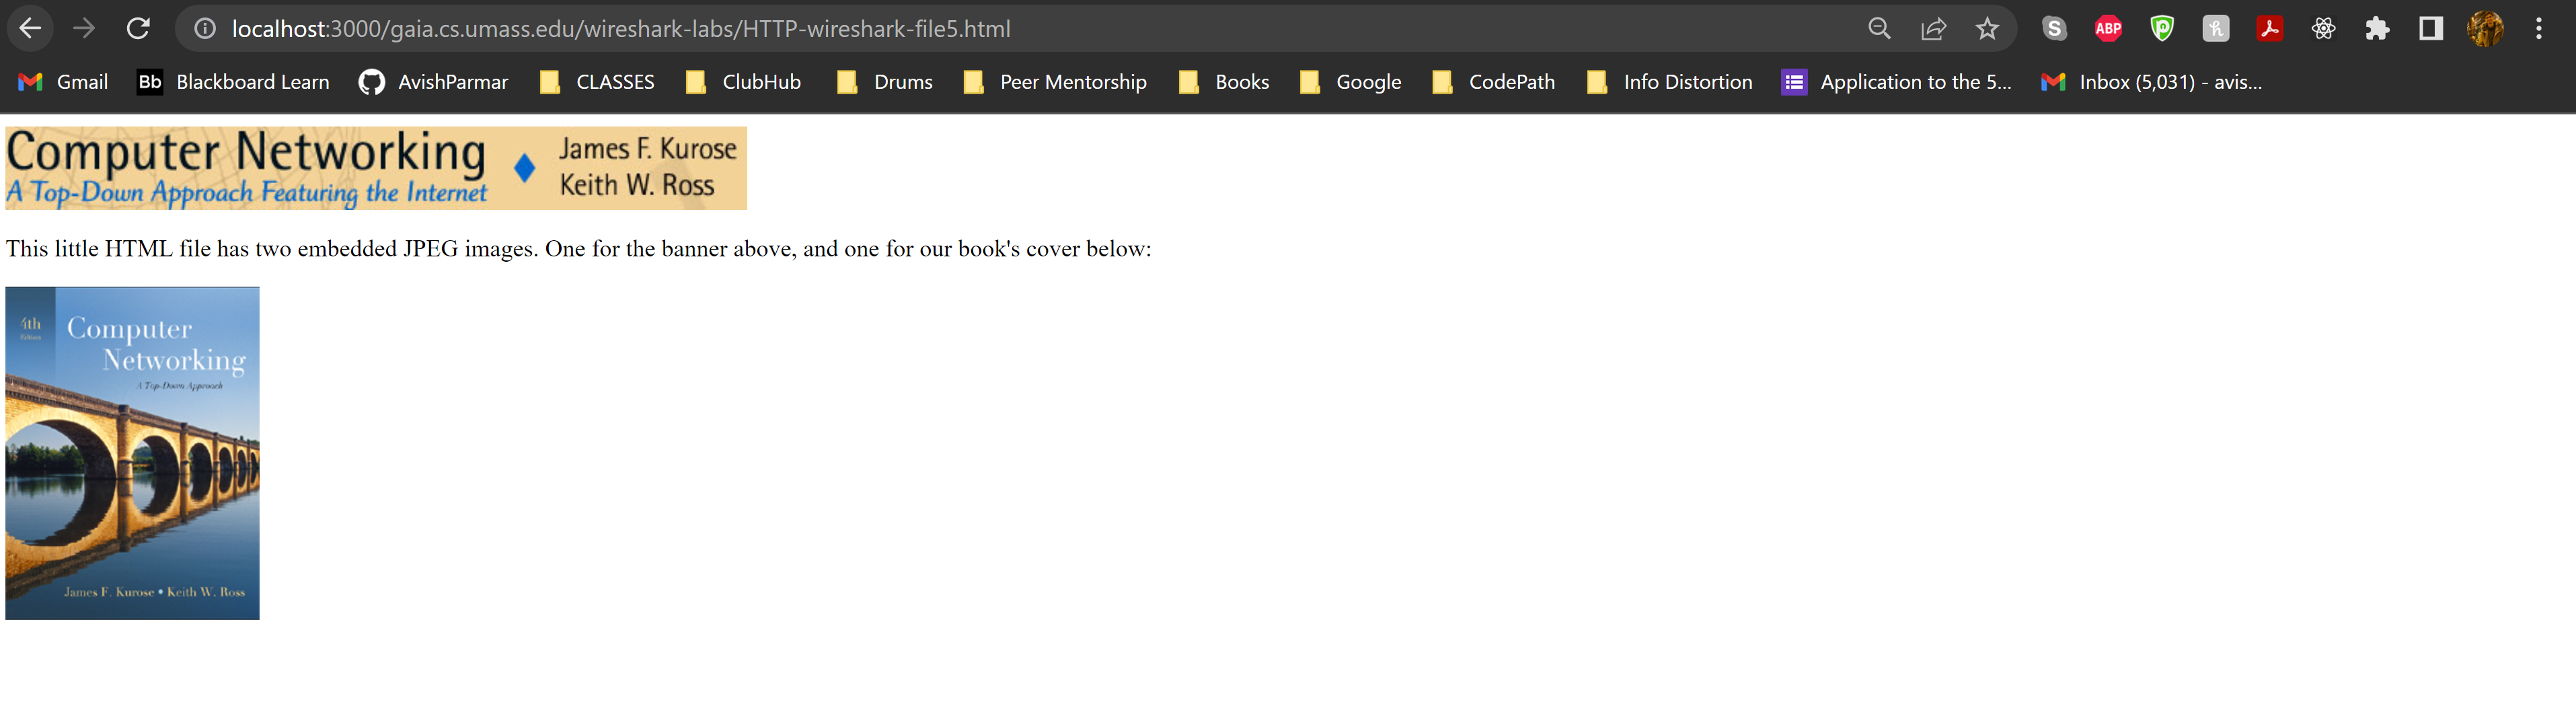 localhost:3000/gaia.cs.umass.edu/wireshark-labs/HTTP-wireshark-file5.html
S ABP P h
Gmail Bb Blackboard Learn AvishParmar CLASSES ClubHub Drums Peer Mentorship Books Google CodePath Info Distortion Application to the 5... Inbox (5,031) - avis...
Computer Networking
A Top-Down Approach Featuring the Internet
James F. Kurose
Keith W. Ross
This little HTML file has two embedded JPEG images. One for the banner above, and one for our book's cover below:
4th
Edition
Computer
Networking
A Top-Down Approach
James F. Kurose • Keith W. Ross